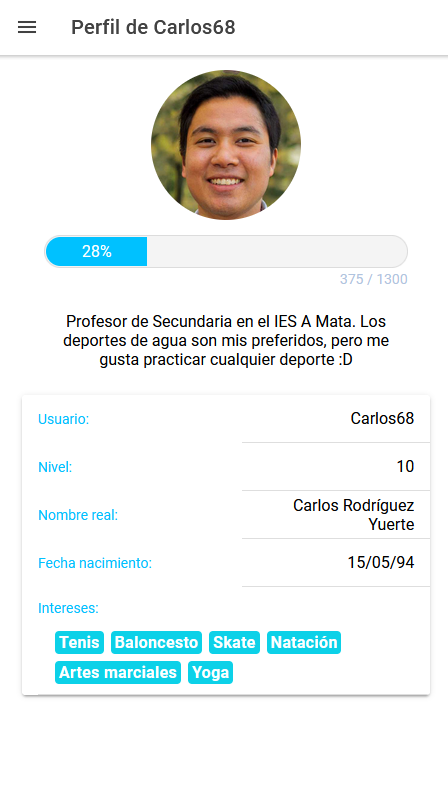 Perfil de Carlos68
28%
375 / 1300
Profesor de Secundaria en el IES A Mata. Los
deportes de agua son mis preferidos, pero me
gusta practicar cualquier deporte :D
Usuario: Carlos68
Nivel: 10
Nombre real: Carlos Rodríguez
Yuerte
Fecha nacimiento: 15/05/94
Intereses:
Tenis Baloncesto Skate Natación
Artes marciales Yoga